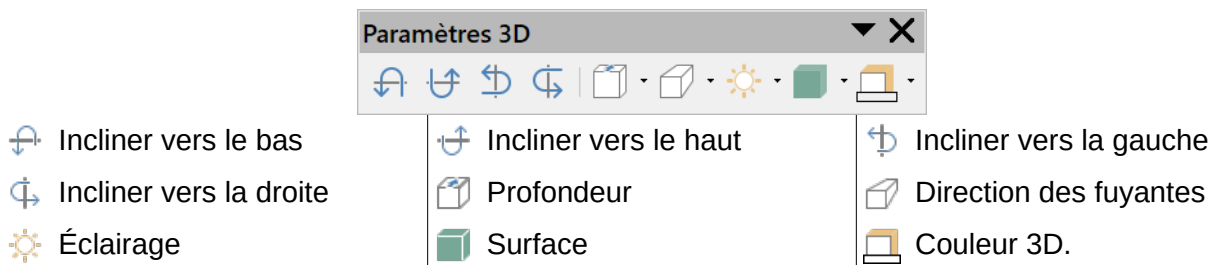 Paramètres 3D
Incliner vers le bas
Incliner vers le haut
Incliner vers la gauche
Incliner vers la droite
Profondeur
Direction des fuyantes
Éclairage
Surface
Couleur 3D.